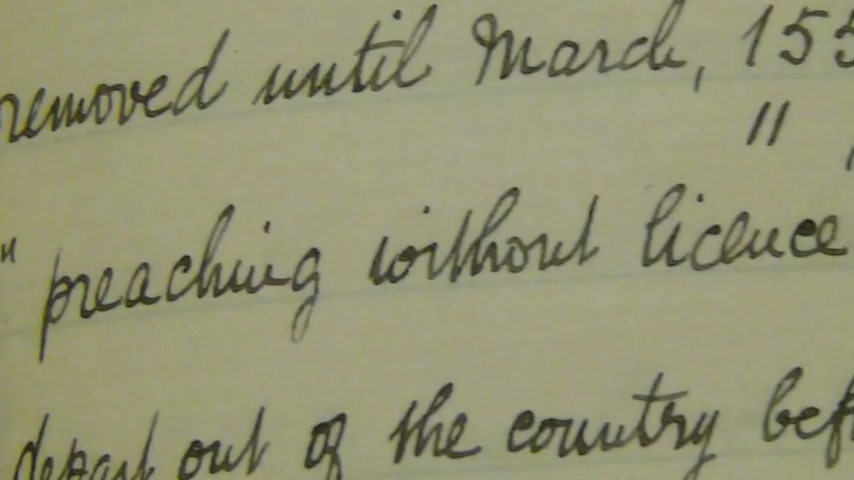 removed until March, 155
"
" preaching without licence
depart out of the country bef